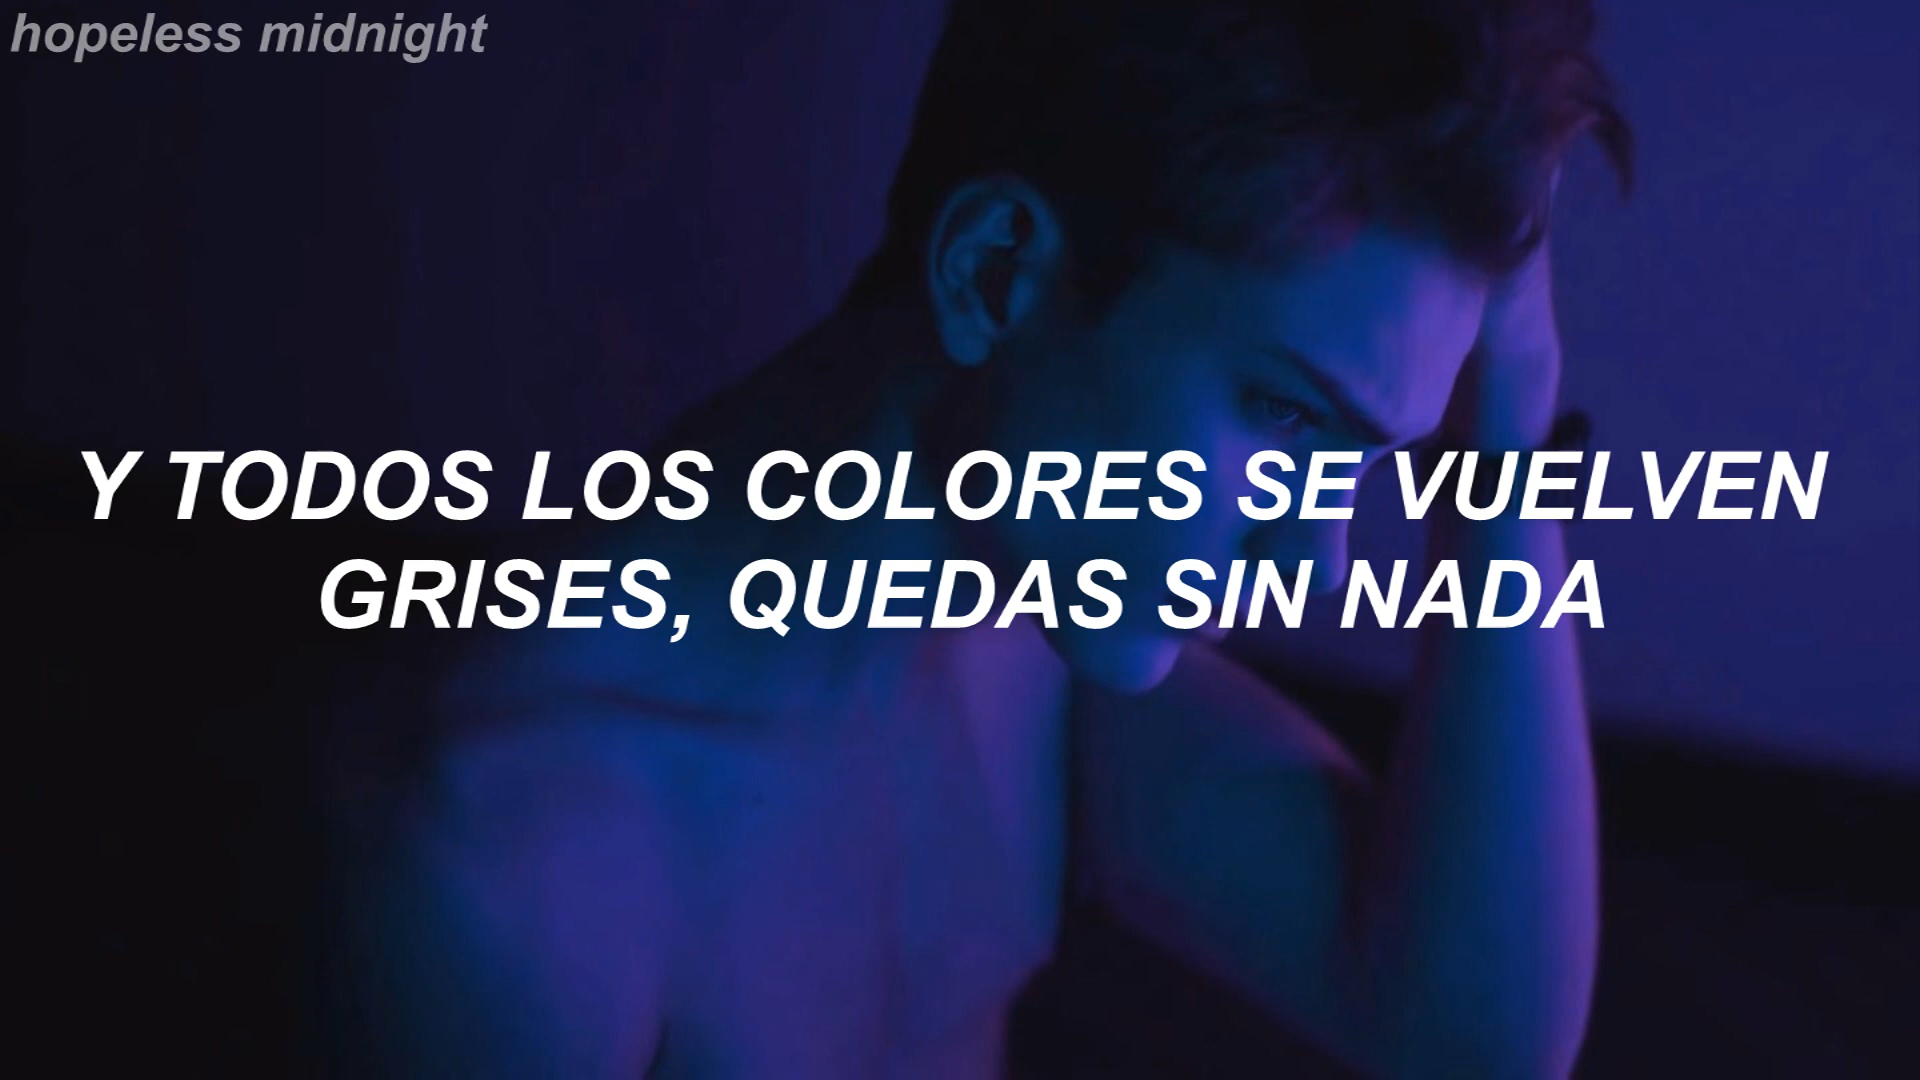 hopeless midnight
Y TODOS LOS COLORES SE VUELVEN
GRISES, QUEDAS SIN NADA